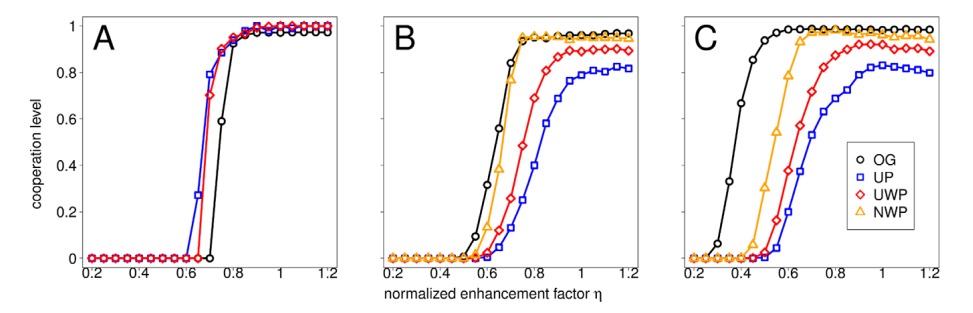 A
B
C
1
0.8
0.6
0.4
0.2
0
cooperation level
OG
UP
UWP
NWP
0.2 0.4 0.6 0.8 1 1.2
0.2 0.4 0.6 0.8 1 1.2
0.2 0.4 0.6 0.8 1 1.2
normalized enhancement factor η